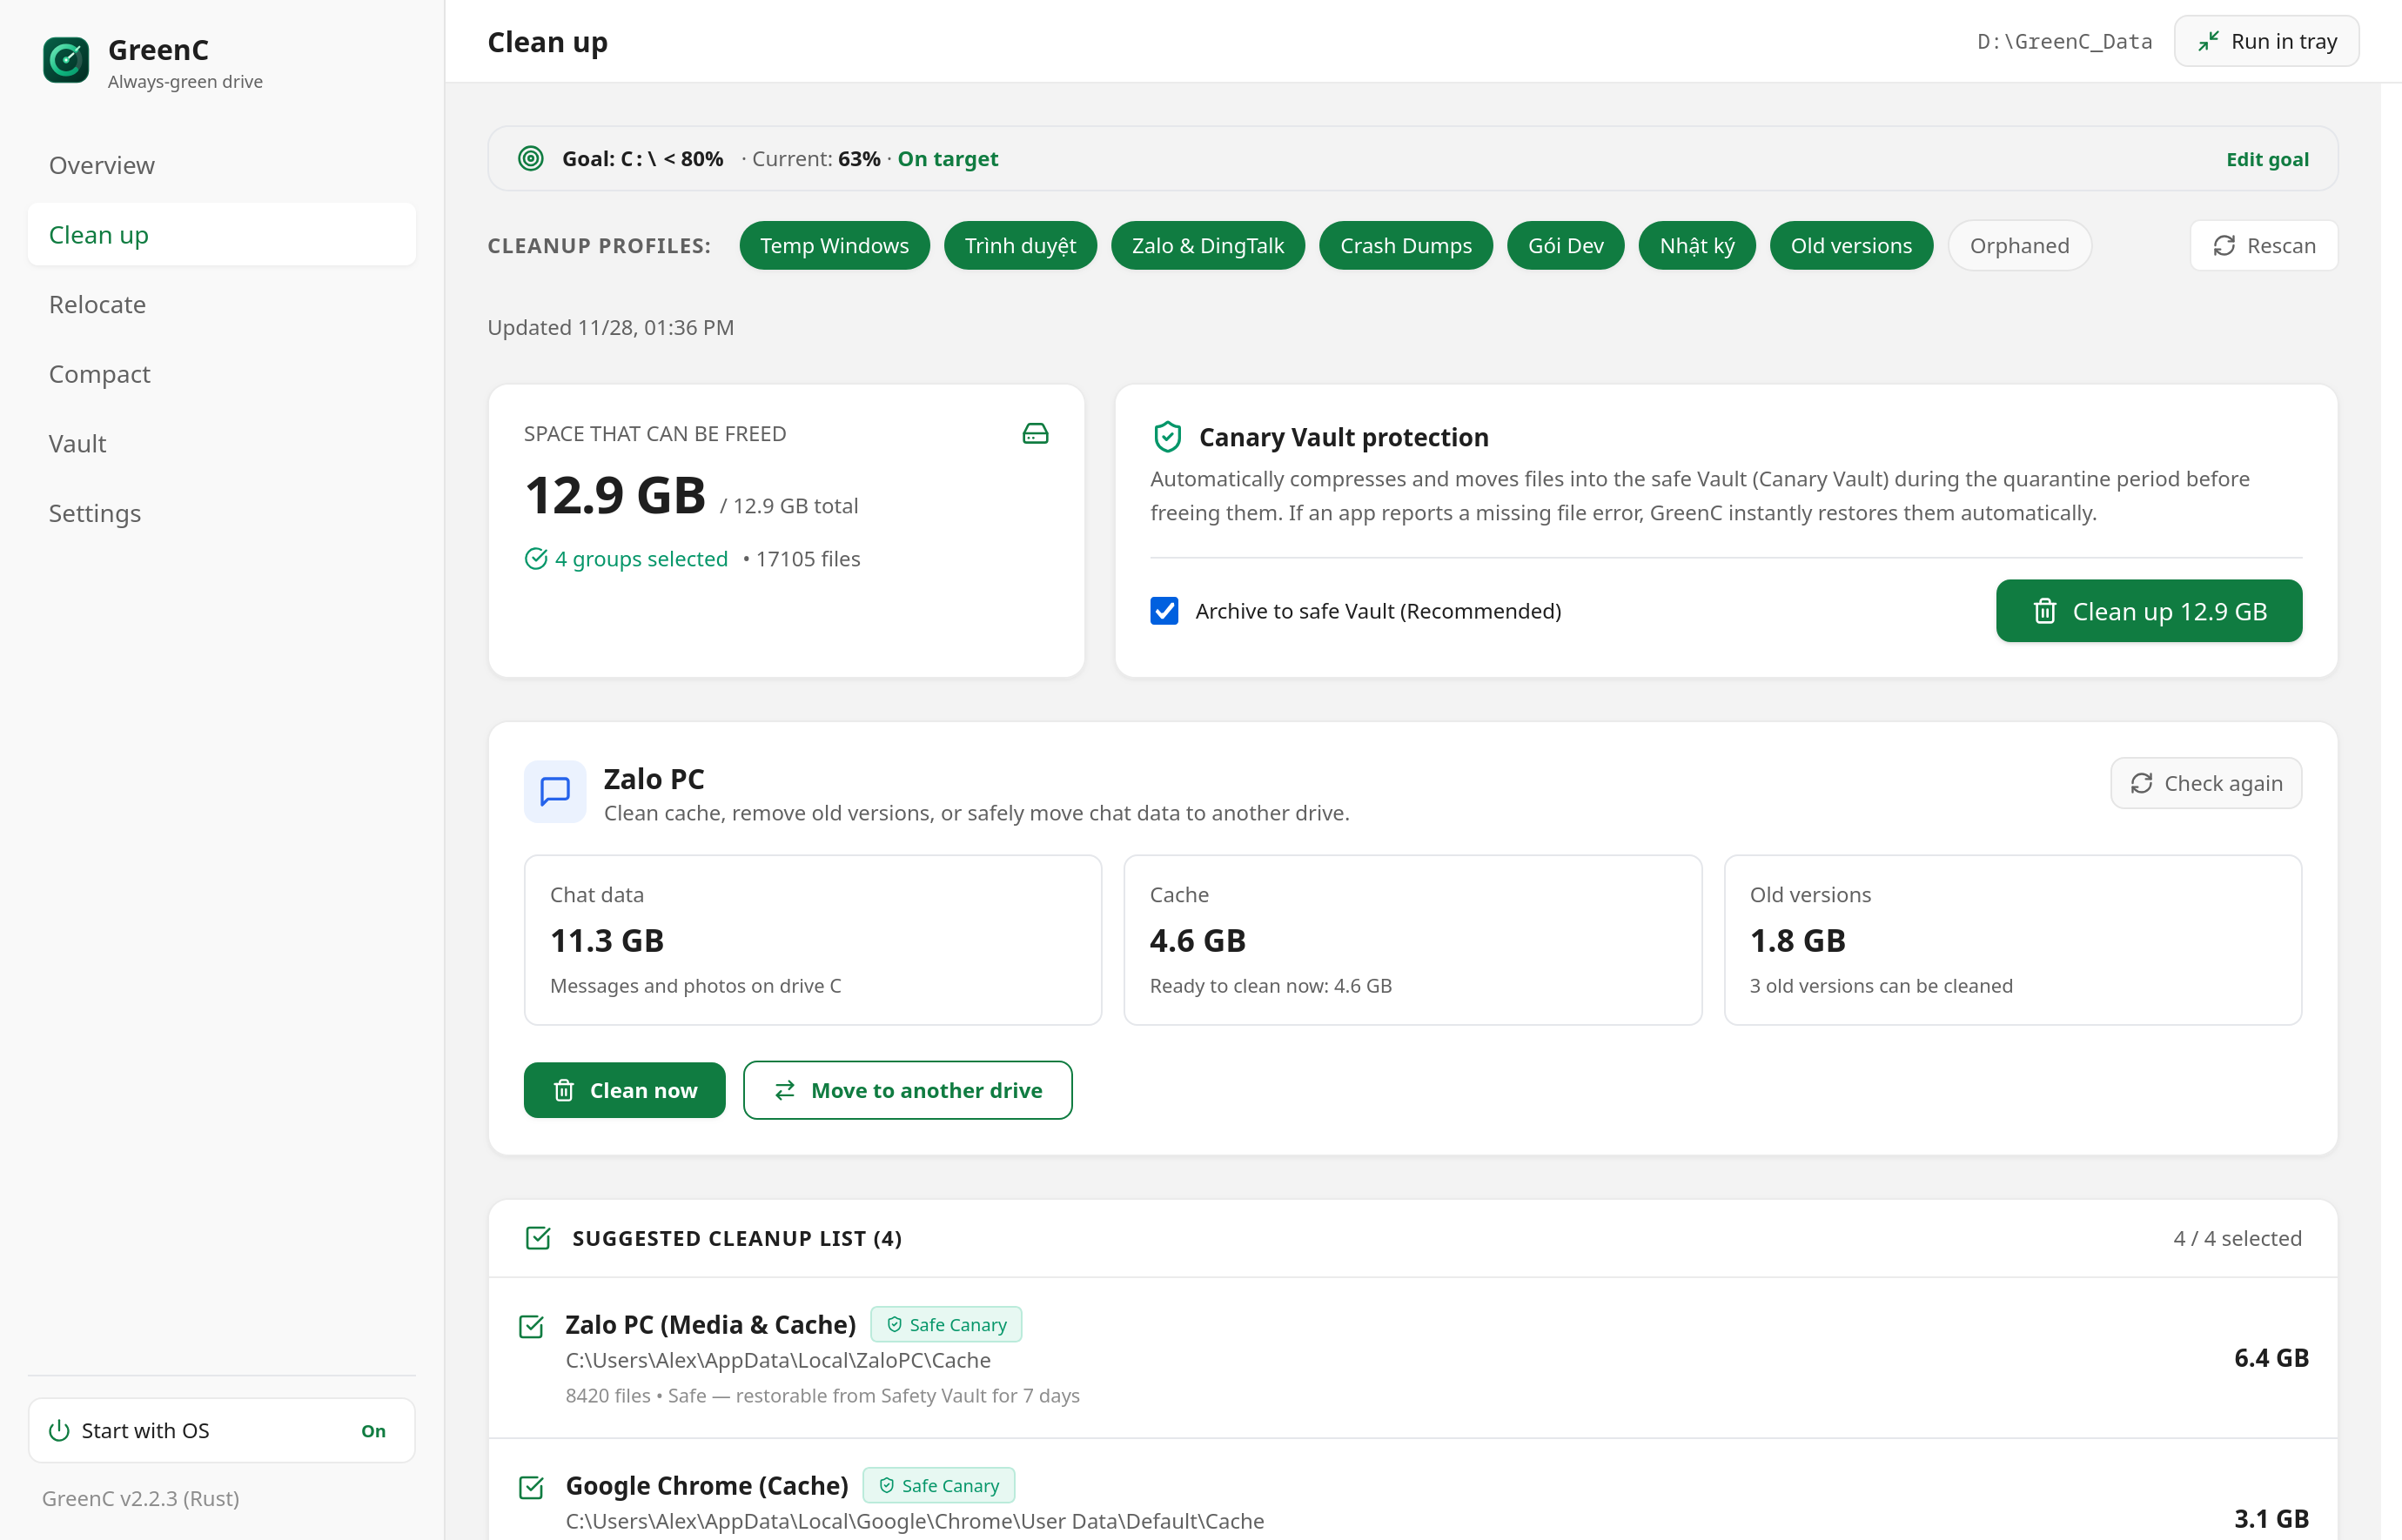 GreenC
Always-green drive
Overview
Clean up
Relocate
Compact
Vault
Settings
Start with OS On
GreenC v2.2.3 (Rust)
Clean up
D:\GreenC_Data
Run in tray
Goal: C:\ < 80% · Current: 63% · On target
Edit goal
CLEANUP PROFILES: Temp Windows Trình duyệt Zalo & DingTalk Crash Dumps Gói Dev Nhật ký Old versions Orphaned
Rescan
Updated 11/28, 01:36 PM
SPACE THAT CAN BE FREED
12.9 GB / 12.9 GB total
4 groups selected • 17105 files
Canary Vault protection
Automatically compresses and moves files into the safe Vault (Canary Vault) during the quarantine period before
freeing them. If an app reports a missing file error, GreenC instantly restores them automatically.
Archive to safe Vault (Recommended)
Clean up 12.9 GB
Zalo PC
Clean cache, remove old versions, or safely move chat data to another drive.
Check again
Chat data
11.3 GB
Messages and photos on drive C
Cache
4.6 GB
Ready to clean now: 4.6 GB
Old versions
1.8 GB
3 old versions can be cleaned
Clean now
Move to another drive
SUGGESTED CLEANUP LIST (4)
4 / 4 selected
Zalo PC (Media & Cache) Safe Canary
C:\Users\Alex\AppData\Local\ZaloPC\Cache
8420 files • Safe — restorable from Safety Vault for 7 days
6.4 GB
Google Chrome (Cache) Safe Canary
C:\Users\Alex\AppData\Local\Google\Chrome\User Data\Default\Cache
3.1 GB